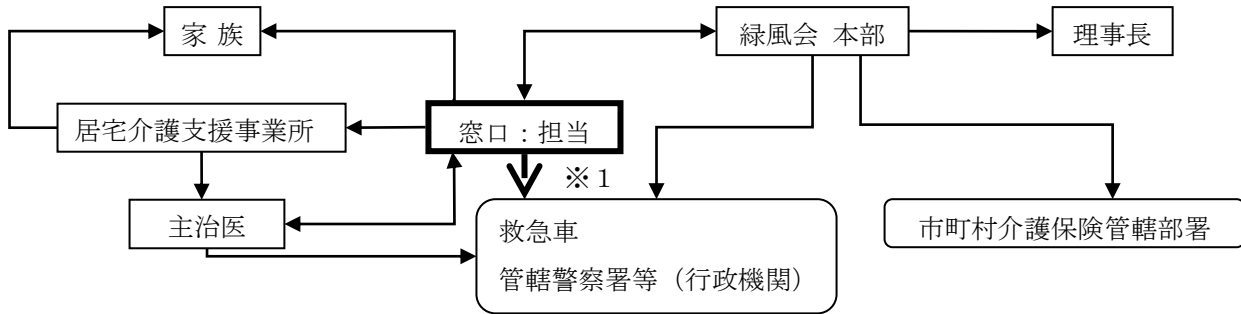 家 族
緑風会 本部
理事長
居宅介護支援事業所
窓口：担当
※１
主治医
救急車
管轄警察署等（行政機関）
市町村介護保険管轄部署